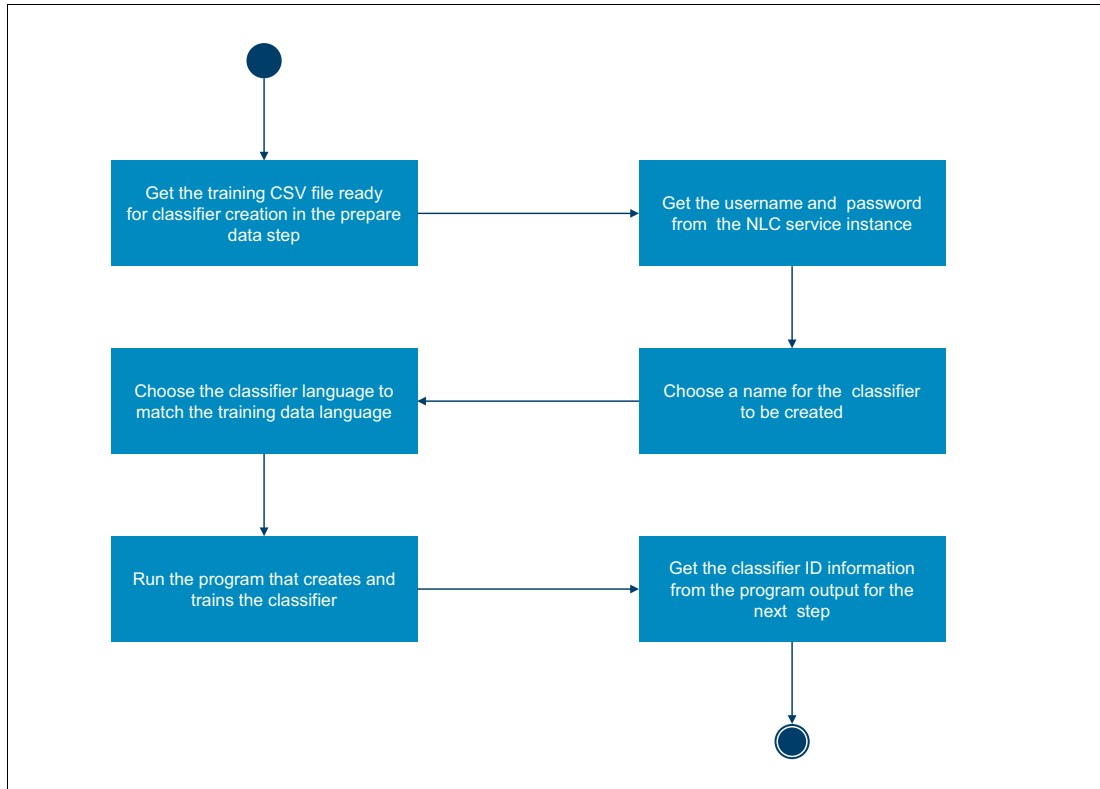 Get the training CSV file ready
for classifier creation in the prepare
data step
Get the username and password
from the NLC service instance
Choose a name for the classifier
to be created
Choose the classifier language to
match the training data language
Run the program that creates and
trains the classifier
Get the classifier ID information
from the program output for the
next step